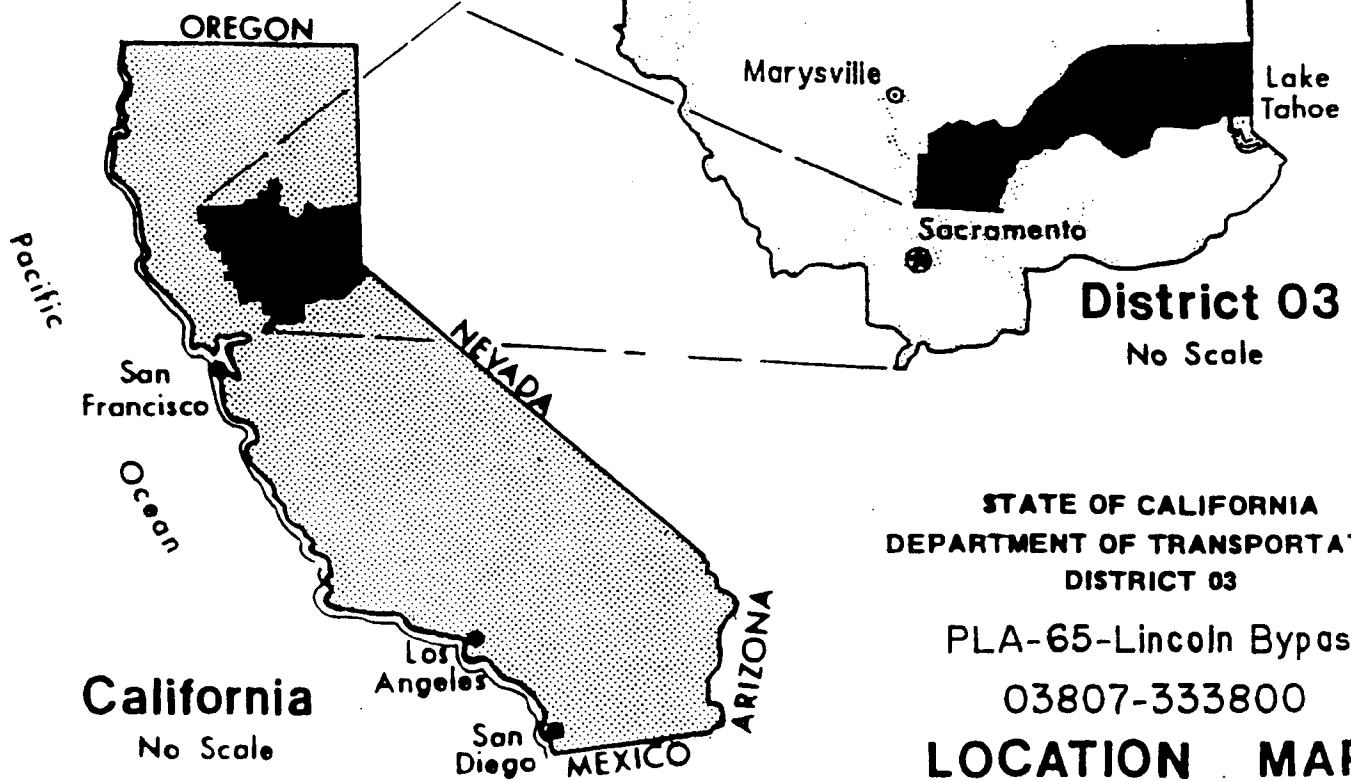 OREGON
Marysville
Lake
Tahoe
Sacramento
District 03
No Scale
Pacific
Ocean
NEVADA
San
Francisco
Los
Angeles
ARIZONA
California
No Scale
San
Diego
MEXICO
STATE OF CALIFORNIA
DEPARTMENT OF TRANSPORTAT
DISTRICT 03
PLA-65-Lincoln Bypas
03807-333800
LOCATION MAP